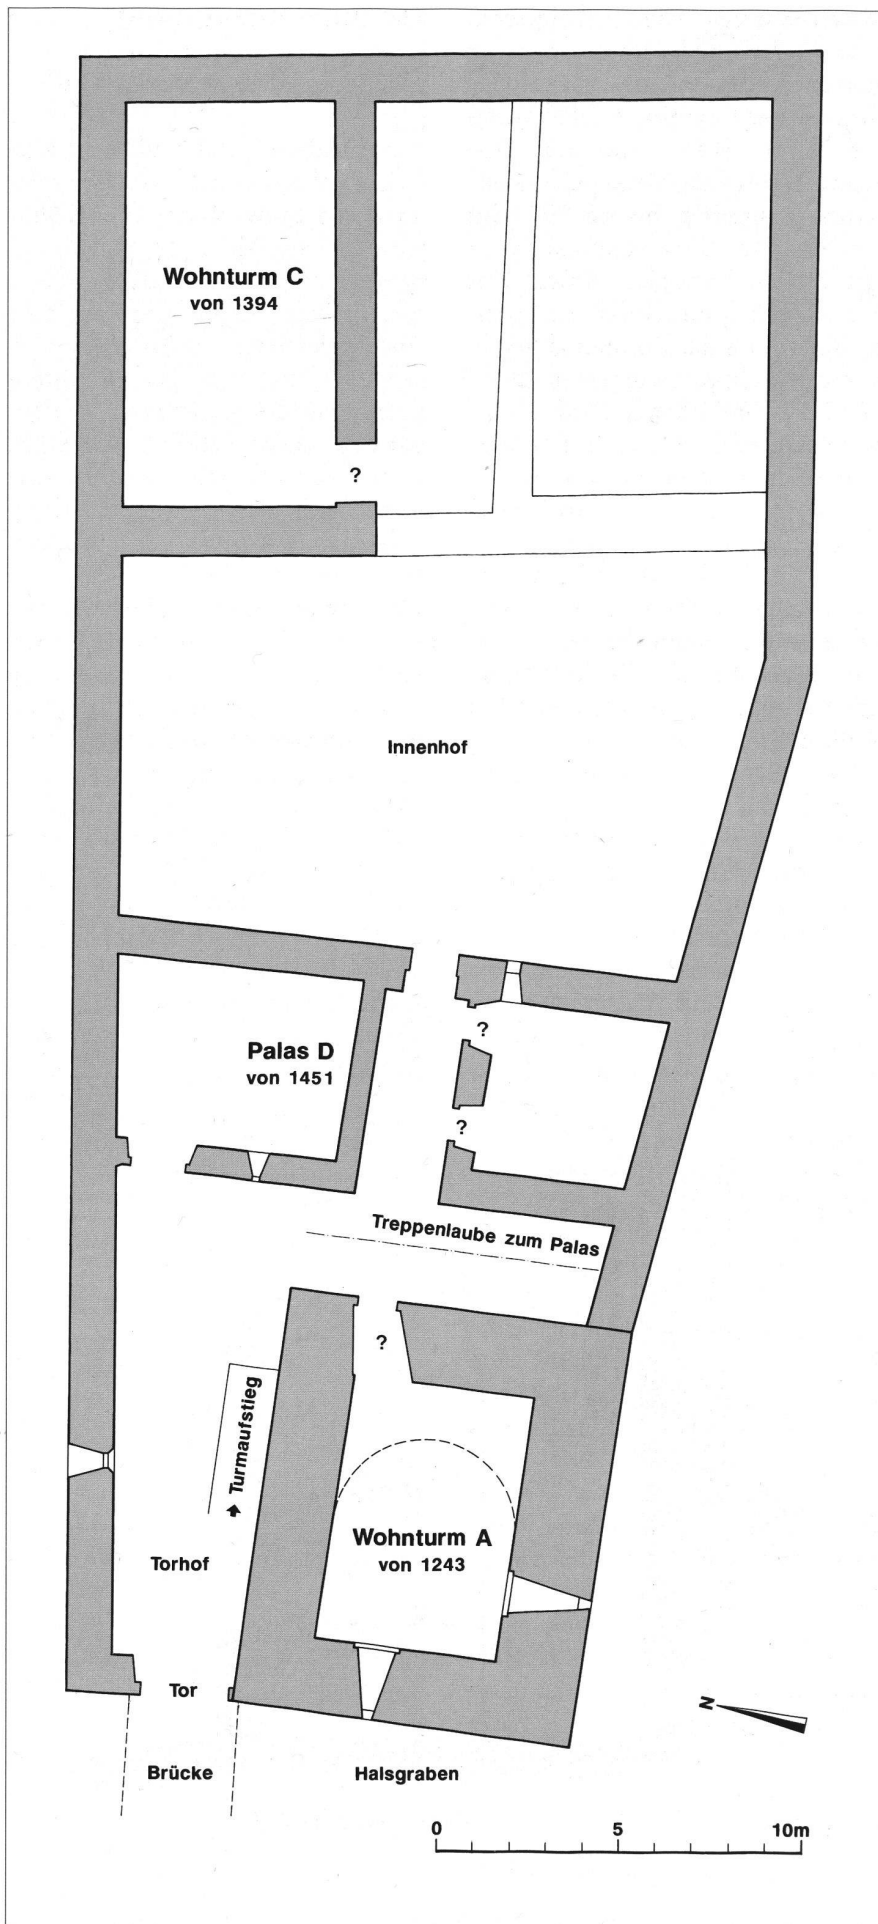 Wohnturm C
von 1394
?
Innenhof
Palas D
von 1451
?
?
Treppenlaube zum Palas
?
Turmaufstieg
Wohnturm A
von 1243
Torhof
Tor
N
Brücke
Halsgraben
0 5 10m